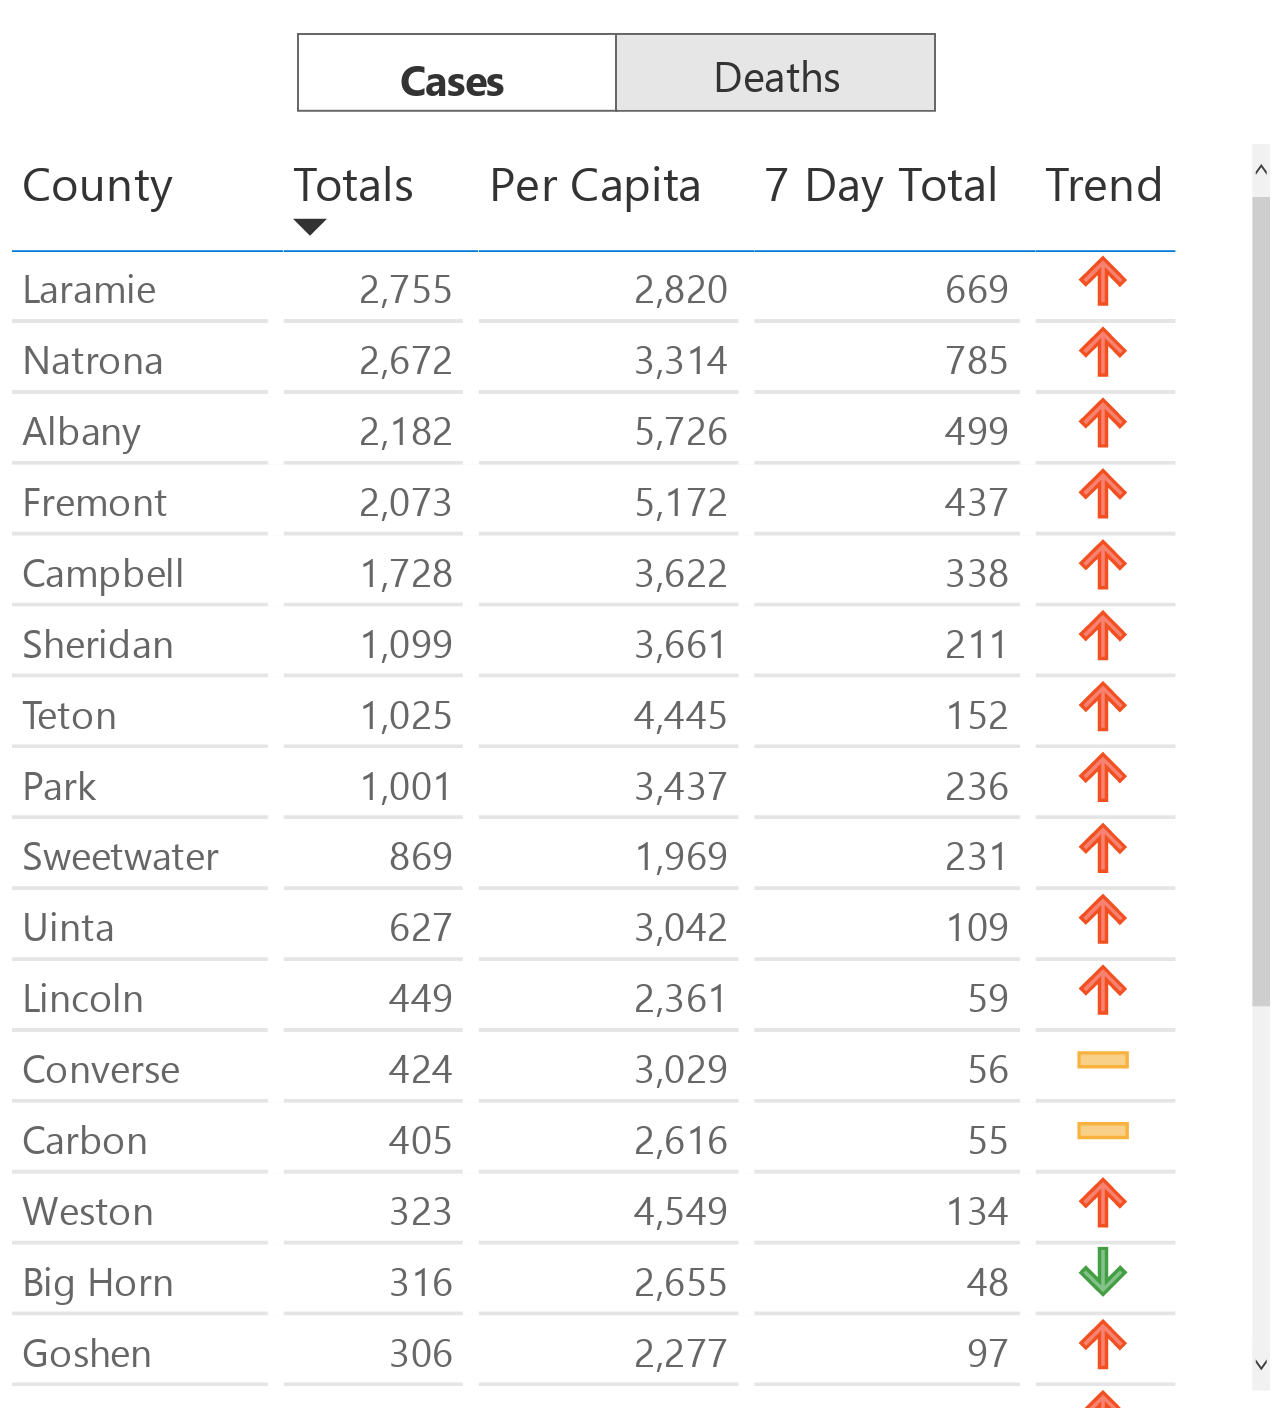 Cases Deaths
County Totals Per Capita 7 Day Total Trend
Laramie 2,755 2,820 669
Natrona 2,672 3,314 785
Albany 2,182 5,726 499
Fremont 2,073 5,172 437
Campbell 1,728 3,622 338
Sheridan 1,099 3,661 211
Teton 1,025 4,445 152
Park 1,001 3,437 236
Sweetwater 869 1,969 231
Uinta 627 3,042 109
Lincoln 449 2,361 59
Converse 424 3,029 56
Carbon 405 2,616 55
Weston 323 4,549 134
Big Horn 316 2,655 48
Goshen 306 2,277 97